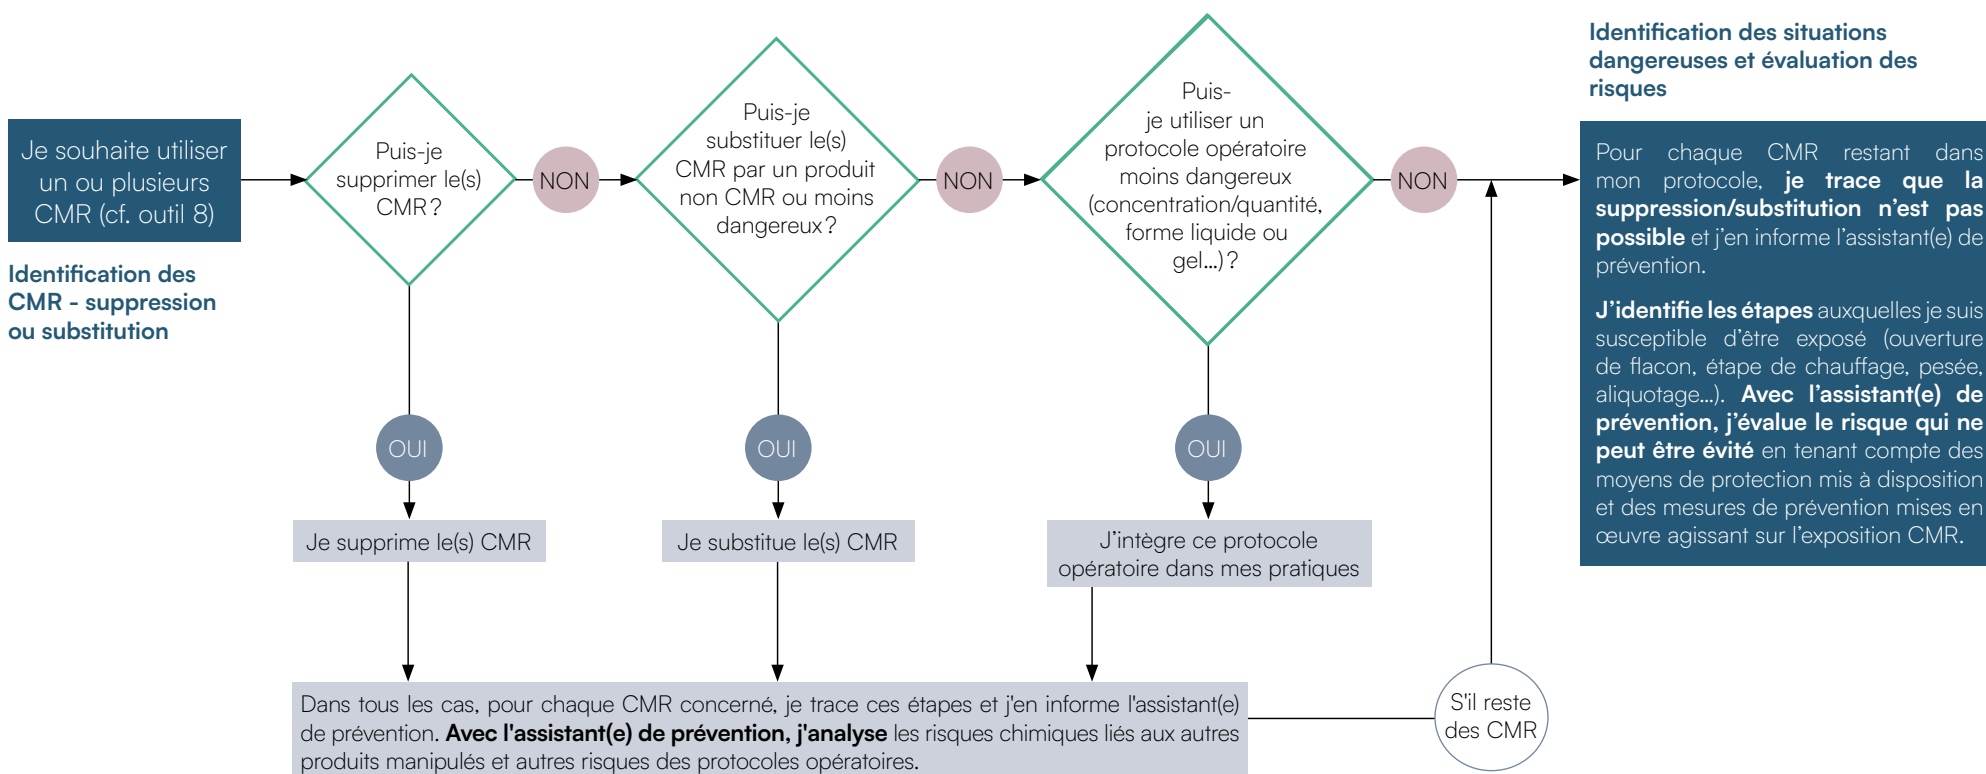 Je souhaite utiliser
un ou plusieurs
CMR (cf. outil 8)
Identification des
CMR - suppression
ou substitution
Puis-je
supprimer le(s)
CMR ?
NON
OUI
Je supprime le(s) CMR
Puis-je
substituer le(s)
CMR par un produit
non CMR ou moins
dangereux ?
NON
OUI
Je substitue le(s) CMR
Puis-
je utiliser un
protocole opératoire
moins dangereux
(concentration/quantité,
forme liquide ou
gel...) ?
NON
OUI
J’intègre ce protocole
opératoire dans mes pratiques
Dans tous les cas, pour chaque CMR concerné, je trace ces étapes et j'en informe l'assistant(e)
de prévention. Avec l'assistant(e) de prévention, j'analyse les risques chimiques liés aux autres
produits manipulés et autres risques des protocoles opératoires.
S'il reste
des CMR
Identification des situations
dangereuses et évaluation des
risques
Pour chaque CMR restant dans
mon protocole, je trace que la
suppression/substitution n’est pas
possible et j’en informe l’assistant(e) de
prévention.
J’identifie les étapes auxquelles je suis
susceptible d’être exposé (ouverture
de flacon, étape de chauffage, pesée,
aliquotage...). Avec l’assistant(e) de
prévention, j’évalue le risque qui ne
peut être évité en tenant compte des
moyens de protection mis à disposition
et des mesures de prévention mises en
œuvre agissant sur l’exposition CMR.